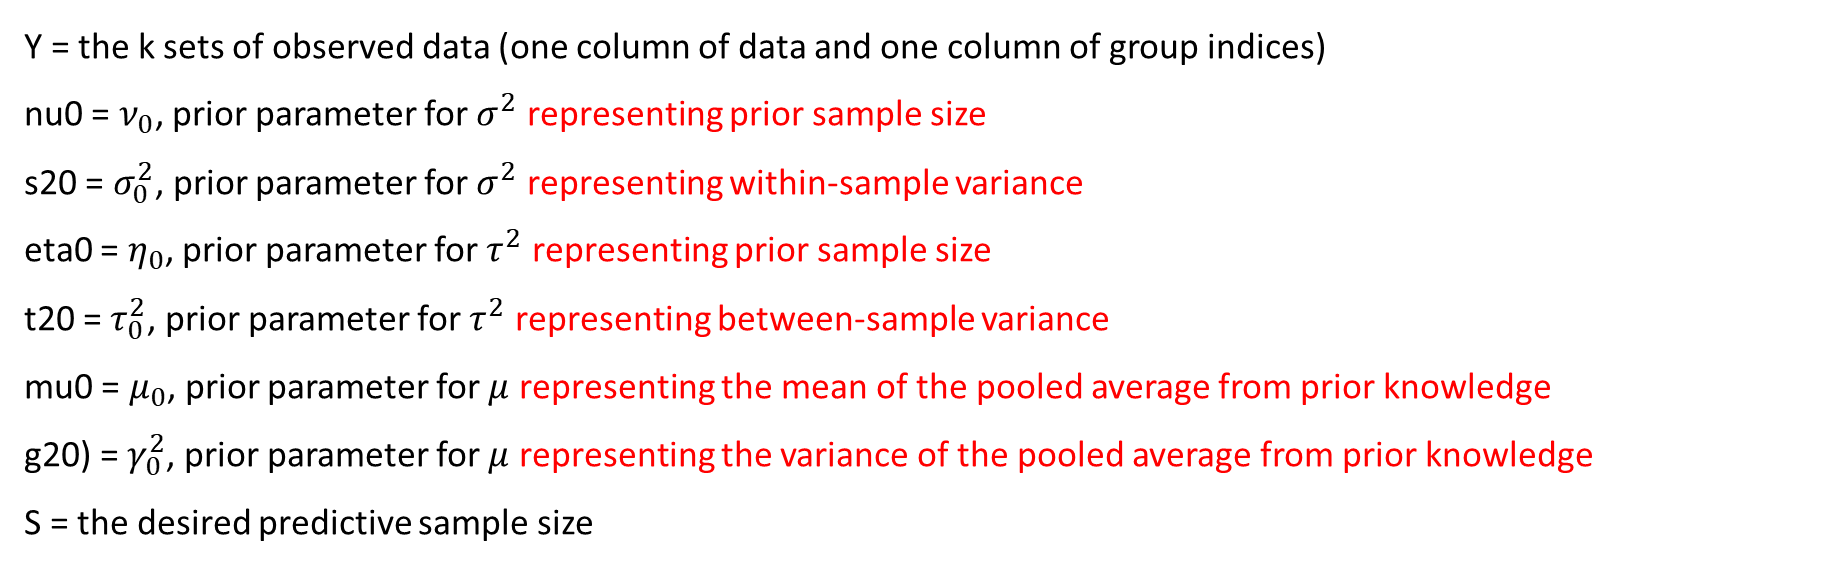 Y = the k sets of observed data (one column of data and one column of group indices)
nu0 = ν₀, prior parameter for σ² representing prior sample size
s20 = σ₀², prior parameter for σ² representing within-sample variance
eta0 = η₀, prior parameter for τ² representing prior sample size
t20 = τ₀², prior parameter for τ² representing between-sample variance
mu0 = μ₀, prior parameter for μ representing the mean of the pooled average from prior knowledge
g20) = γ₀², prior parameter for μ representing the variance of the pooled average from prior knowledge
S = the desired predictive sample size